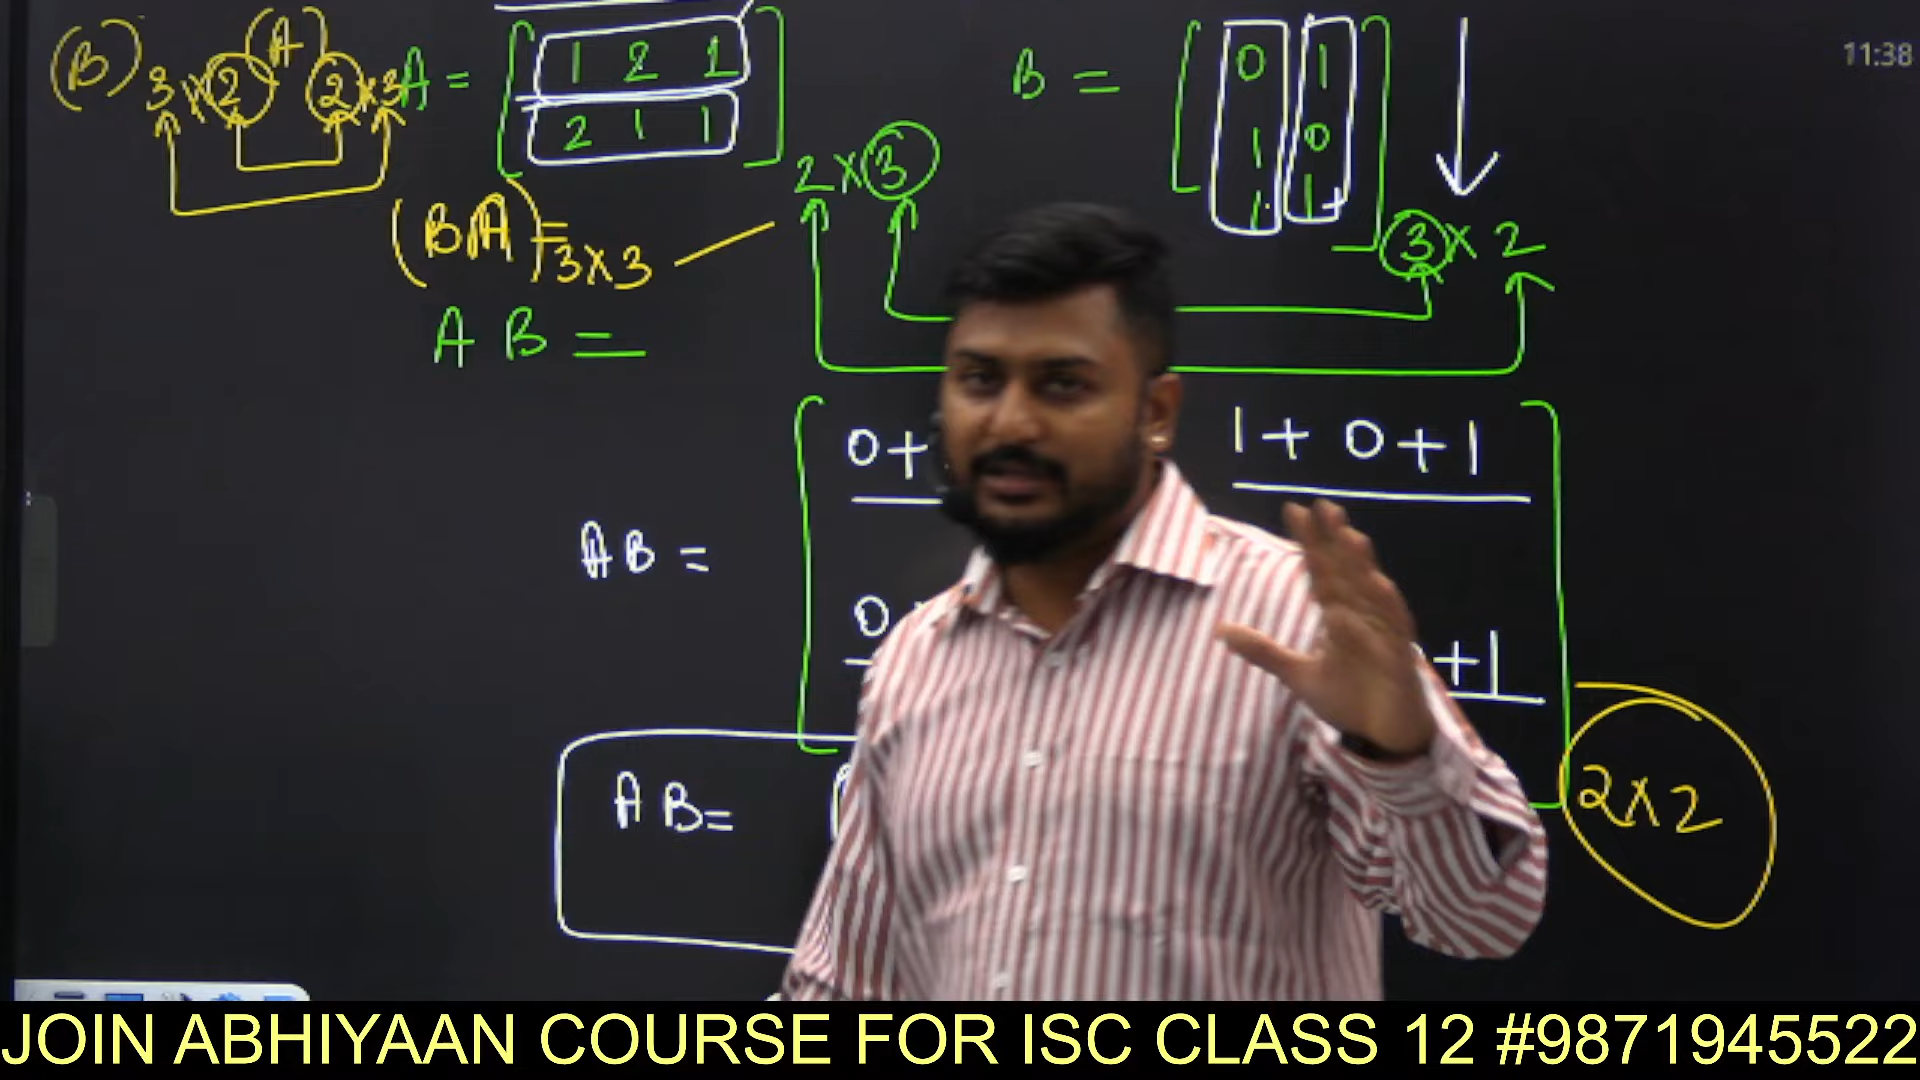 11:38
(B) 3 × 2 (A) 2 × 3
A = [ 1 2 1
2 1 1 ] 2 × 3
B = [ 0 1
1 0
1 1 ] 3 × 2
(BA) = 3×3
AB =
0+ 1 + 0 + 1
AB =
0 +1
AB=
2×2
JOIN ABHIYAAN COURSE FOR ISC CLASS 12 #9871945522